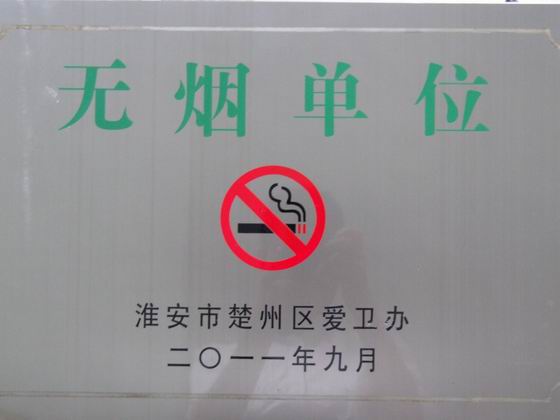 无烟单位
淮安市楚州区爱卫办
二〇一一年九月